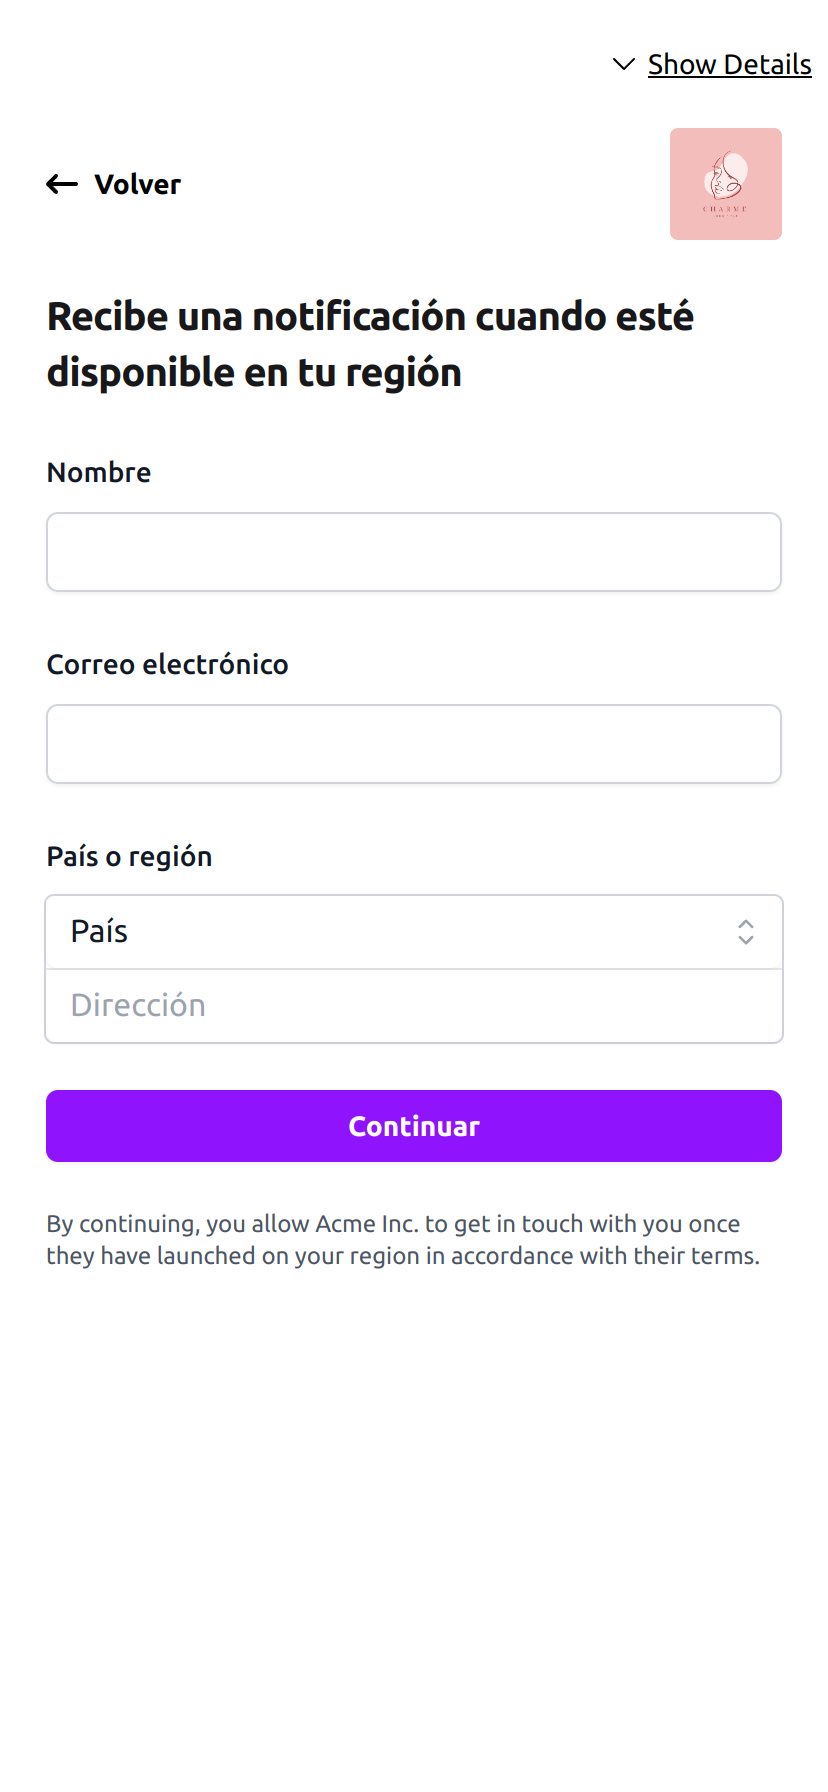 Show Details
Volver
CHARMÉ
Recibe una notificación cuando esté
disponible en tu región
Nombre
Correo electrónico
País o región
País
Dirección
Continuar
By continuing, you allow Acme Inc. to get in touch with you once
they have launched on your region in accordance with their terms.